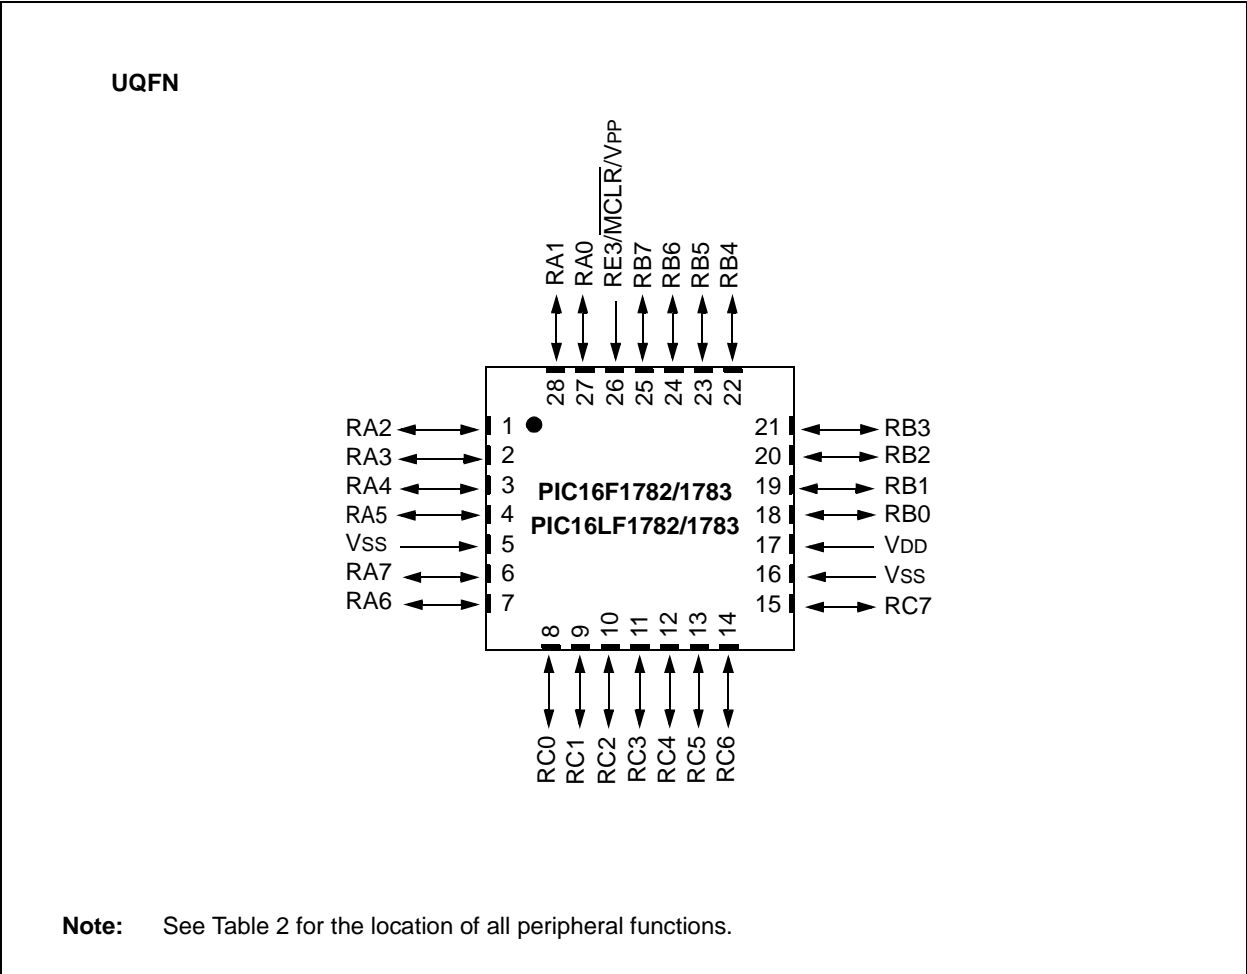 UQFN
RE3/MCLR/VPP
RA1
RA0
RB7
RB6
RB5
RB4
28
27
26
25
24
23
22
RA2 1
RA3 2
RA4 3
RA5 4
VSS 5
RA7 6
RA6 7
PIC16F1782/1783
PIC16LF1782/1783
21 RB3
20 RB2
19 RB1
18 RB0
17 VDD
16 VSS
15 RC7
8
9
10
11
12
13
14
RC0
RC1
RC2
RC3
RC4
RC5
RC6
Note: See Table 2 for the location of all peripheral functions.